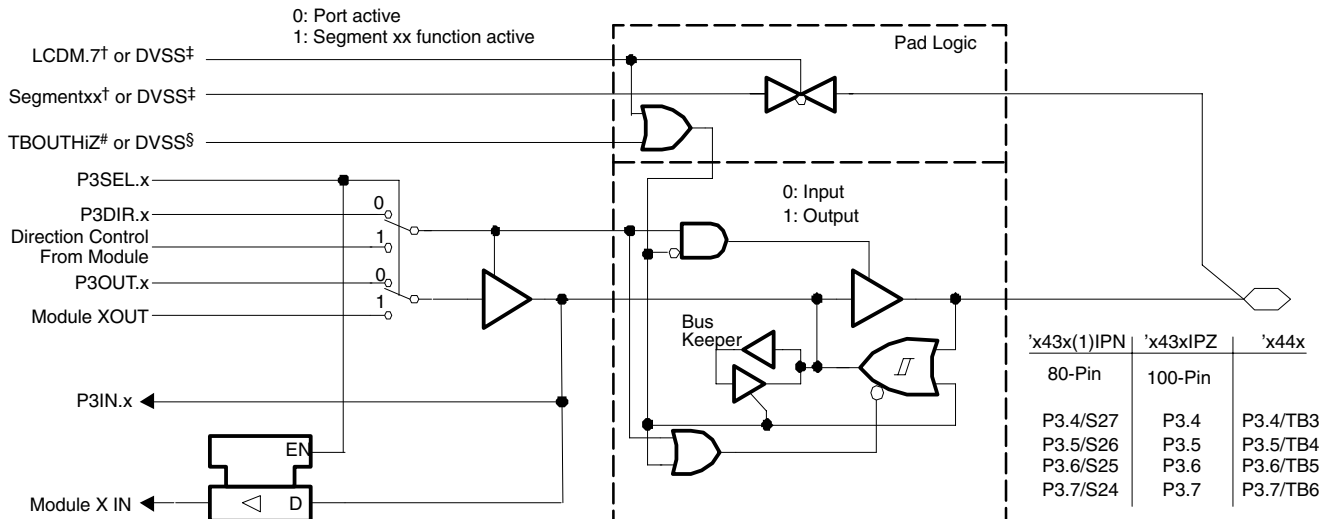 0: Port active
1: Segment xx function active
Pad Logic
LCDM.7† or DVSS‡
Segmentxx† or DVSS‡
TBOUTHiZ# or DVSS§
P3SEL.x
0: Input
1: Output
0
P3DIR.x
1
Direction Control
From Module
0
P3OUT.x
1
Module XOUT
Bus
Keeper
'x43x(1)IPN 'x43xIPZ 'x44x
80-Pin 100-Pin
P3IN.x
P3.4/S27 P3.4 P3.4/TB3
P3.5/S26 P3.5 P3.5/TB4
P3.6/S25 P3.6 P3.6/TB5
P3.7/S24 P3.7 P3.7/TB6
EN
Module X IN
D